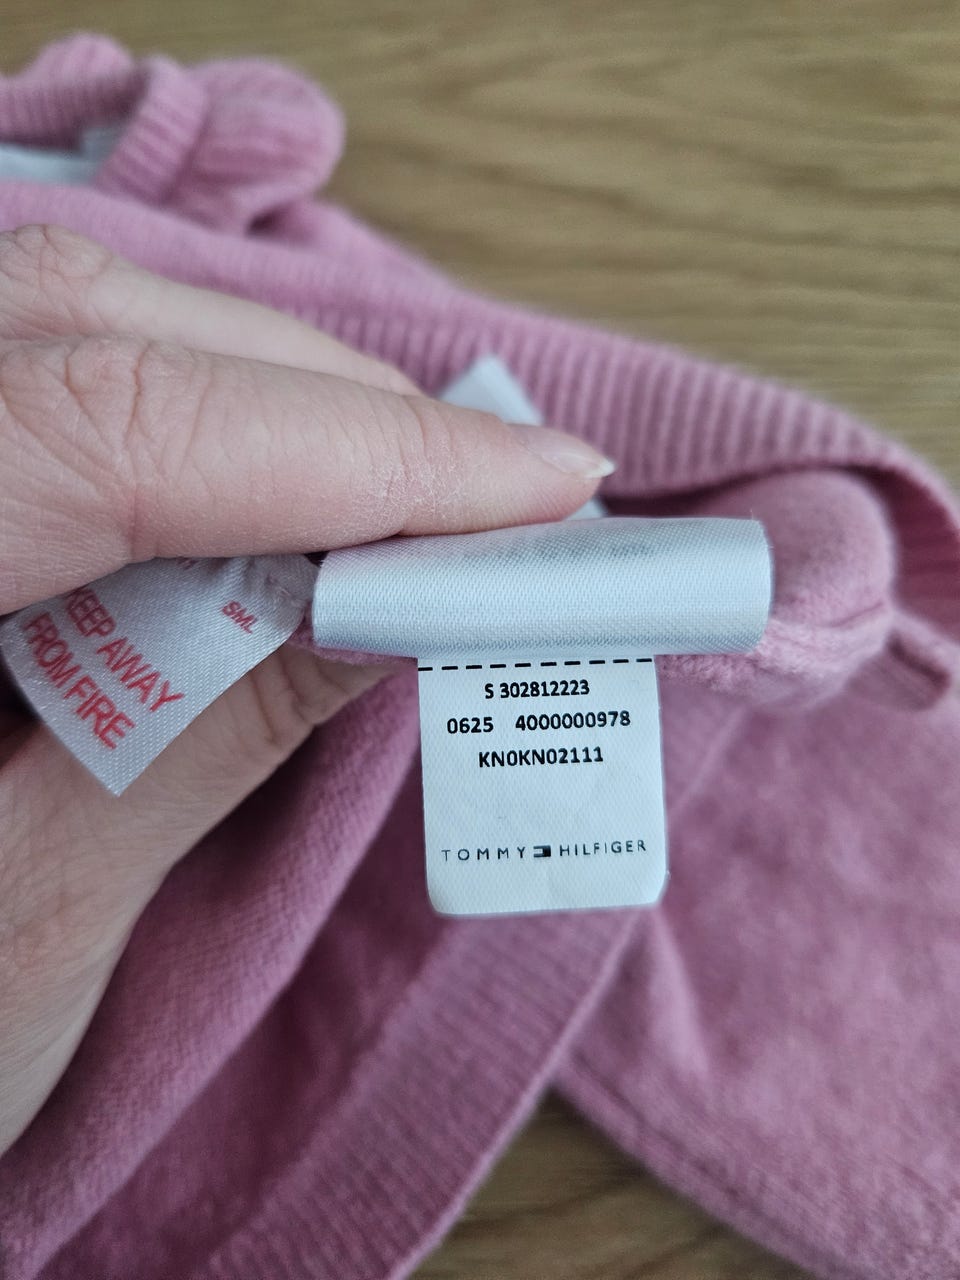 SML
KEEP AWAY
FROM FIRE
S 302812223
0625 4000000978
KN0KN02111
TOMMY HILFIGER